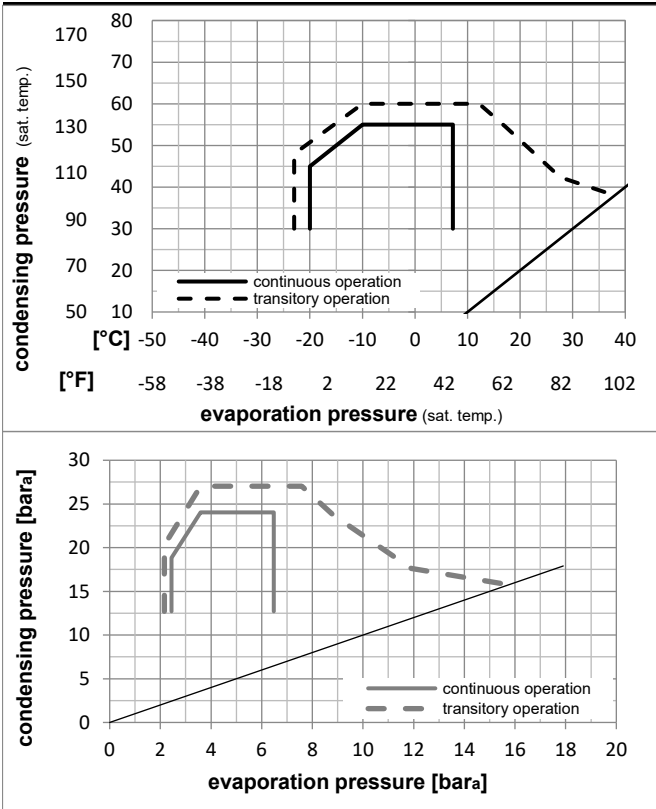 condensing pressure (sat. temp.)
170 80
150 70
130 60
110 50
90 40
70 30
50 20
10
continuous operation
transitory operation
[°C] -50 -40 -30 -20 -10 0 10 20 30 40
[°F] -58 -38 -18 2 22 42 62 82 102
evaporation pressure (sat. temp.)
condensing pressure [bara]
30
25
20
15
10
5
0
continuous operation
transitory operation
0 2 4 6 8 10 12 14 16 18 20
evaporation pressure [bara]